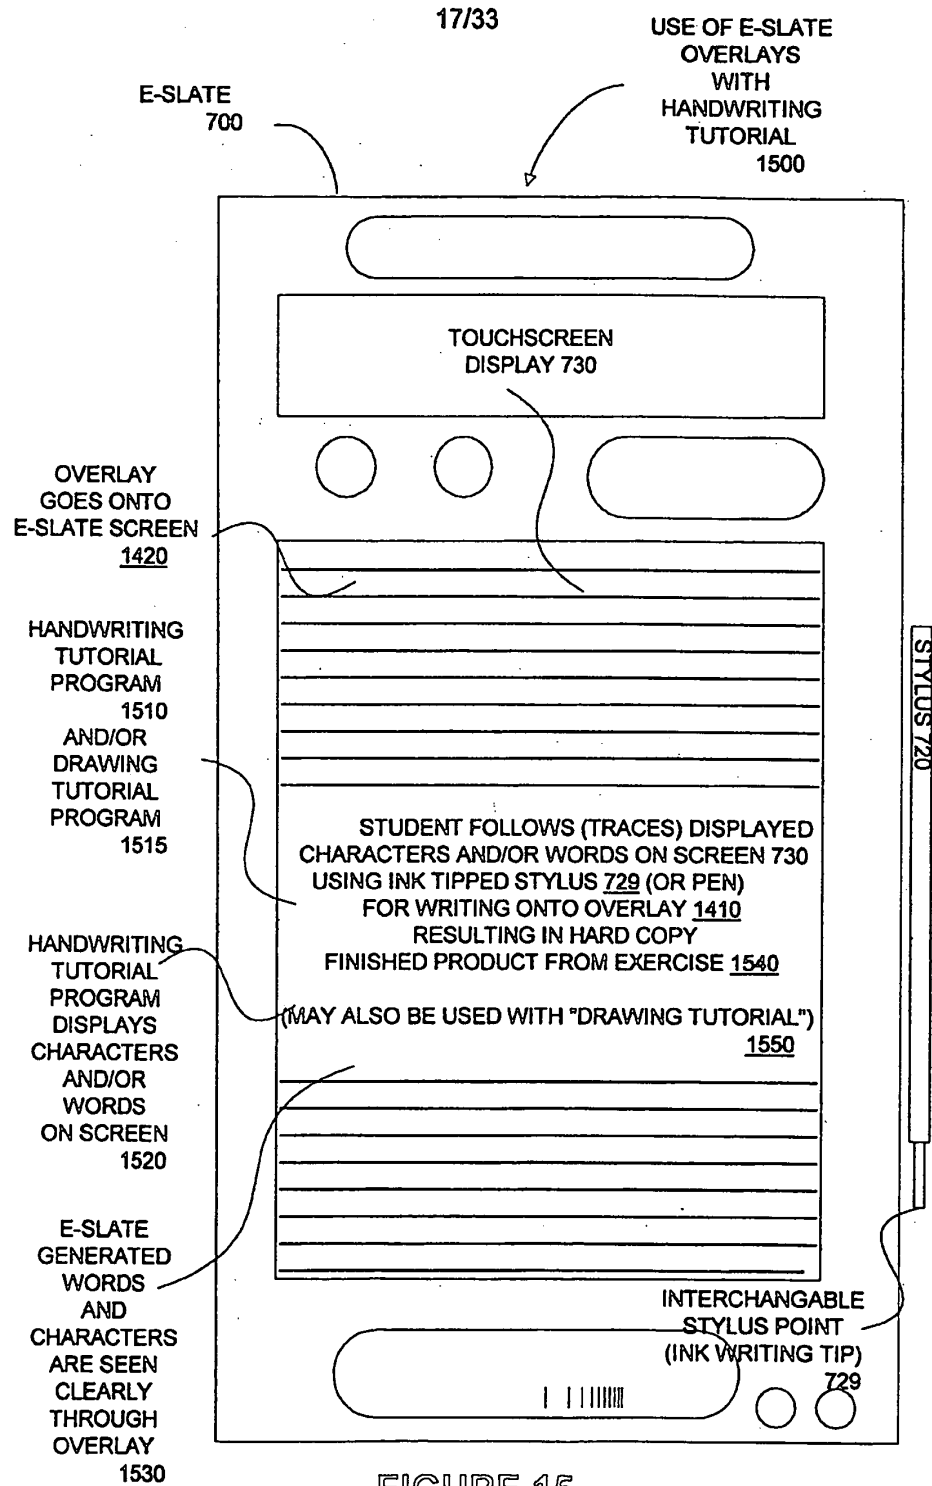 17/33
USE OF E-SLATE
OVERLAYS
WITH
HANDWRITING
TUTORIAL
1500
E-SLATE
700
TOUCHSCREEN
DISPLAY 730
OVERLAY
GOES ONTO
E-SLATE SCREEN
1420
HANDWRITING
TUTORIAL
PROGRAM
1510
AND/OR
DRAWING
TUTORIAL
PROGRAM
1515
STYLUS 720
STUDENT FOLLOWS (TRACES) DISPLAYED
CHARACTERS AND/OR WORDS ON SCREEN 730
USING INK TIPPED STYLUS 729 (OR PEN)
FOR WRITING ONTO OVERLAY 1410
RESULTING IN HARD COPY
FINISHED PRODUCT FROM EXERCISE 1540
(MAY ALSO BE USED WITH "DRAWING TUTORIAL")
1550
HANDWRITING
TUTORIAL
PROGRAM
DISPLAYS
CHARACTERS
AND/OR
WORDS
ON SCREEN
1520
E-SLATE
GENERATED
WORDS
AND
CHARACTERS
ARE SEEN
CLEARLY
THROUGH
OVERLAY
1530
INTERCHANGABLE
STYLUS POINT
(INK WRITING TIP)
729
FIGURE 15